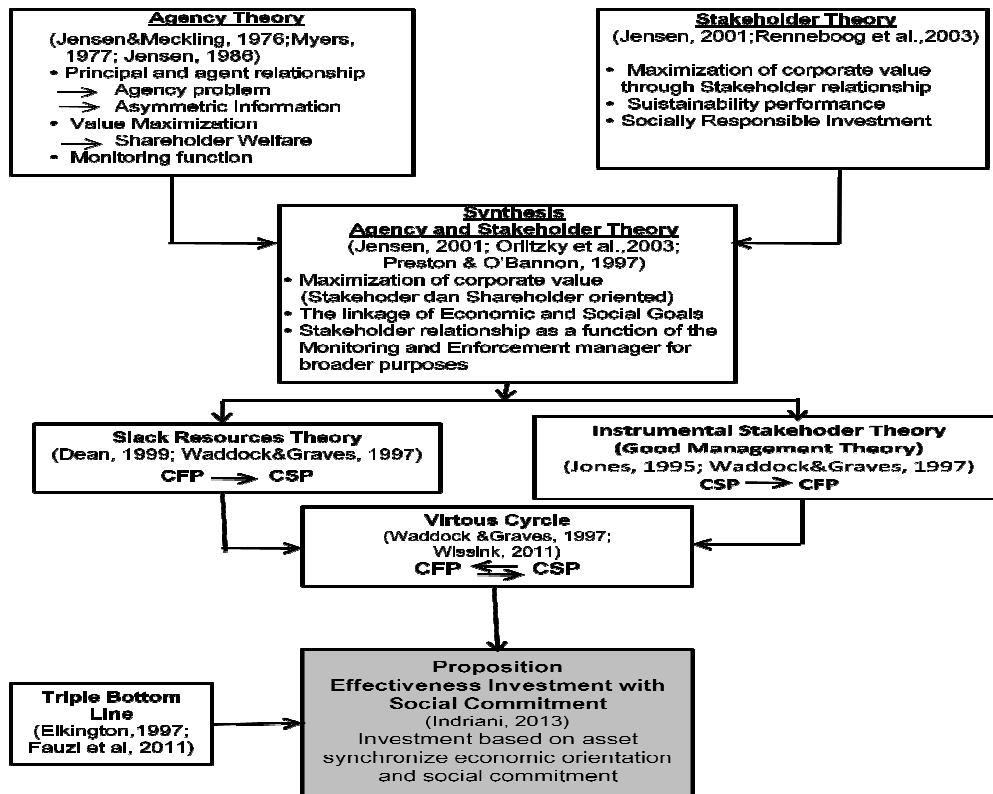 Agency Theory
(Jensen&Meckling, 1976;Myers,
1977; Jensen, 1986)
• Principal and agent relationship
→ Agency problem
→ Asymmetric Information
• Value Maximization
→ Shareholder Welfare
• Monitoring function
Stakeholder Theory
(Jensen, 2001;Renneboog et al.,2003)
• Maximization of corporate value
through Stakeholder relationship
• Suistainability performance
• Socially Responsible Investment
Synthesis
Agency and Stakeholder Theory
(Jensen, 2001; Orlitzky et al.,2003;
Preston & O'Bannon, 1997)
• Maximization of corporate value
(Stakehoder dan Shareholder oriented)
• The linkage of Economic and Social Goals
• Stakeholder relationship as a function of the
Monitoring and Enforcement manager for
broader purposes
Slack Resources Theory
(Dean, 1999; Waddock&Graves, 1997)
CFP → CSP
Instrumental Stakehoder Theory
(Good Management Theory)
(Jones, 1995; Waddock&Graves, 1997)
CSP → CFP
Virtous Cyrcle
(Waddock &Graves, 1997;
Wissink, 2011)
CFP ⇆ CSP
Triple Bottom
Line
(Elkington,1997;
Fauzi et al, 2011)
Proposition
Effectiveness Investment with
Social Commitment
(Indriani, 2013)
Investment based on asset
synchronize economic orientation
and social commitment